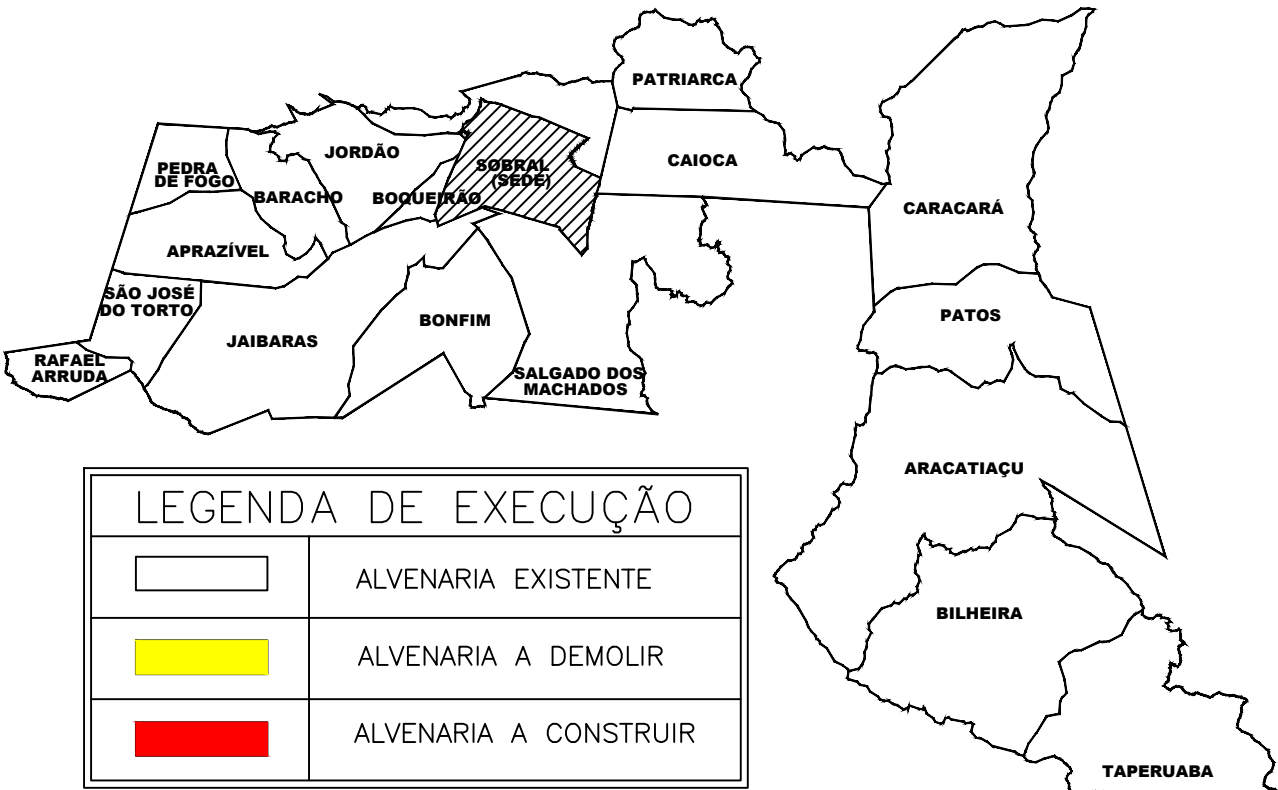 PATRIARCA
JORDÃO
CAIOCA
PEDRA
DE FOGO
SOBRAL
(SEDE)
BARACHO
BOQUEIRÃO
CARACARÁ
APRAZÍVEL
SÃO JOSÉ
DO TORTO
BONFIM
PATOS
JAIBARAS
RAFAEL
ARRUDA
SALGADO DOS
MACHADOS
ARACATIAÇU
BILHEIRA
TAPERUABA
LEGENDA DE EXECUÇÃO
ALVENARIA EXISTENTE
ALVENARIA A DEMOLIR
ALVENARIA A CONSTRUIR